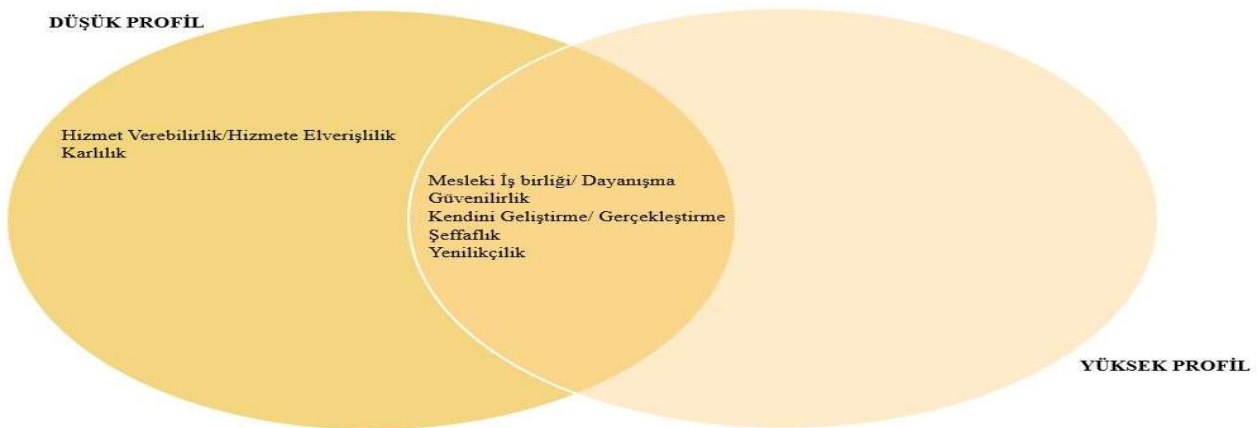 DÜŞÜK PROFİL
Hizmet Verebilirlik/Hizmete Elverişlilik
Karlılık
Mesleki İş birliği/ Dayanışma
Güvenilirlik
Kendini Geliştirme/ Gerçekleştirme
Şeffaflık
Yenilikçilik
YÜKSEK PROFİL